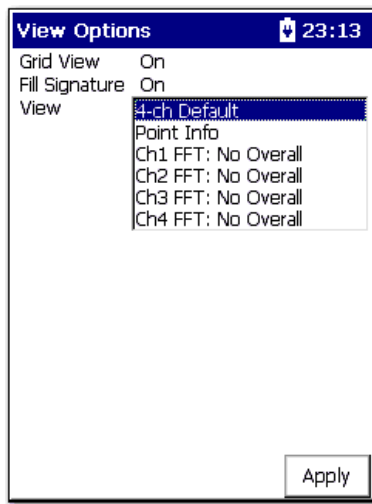 View Options 23:13
Grid View On
Fill Signature On
View 4-ch Default
Point Info
Ch1 FFT: No Overall
Ch2 FFT: No Overall
Ch3 FFT: No Overall
Ch4 FFT: No Overall
Apply